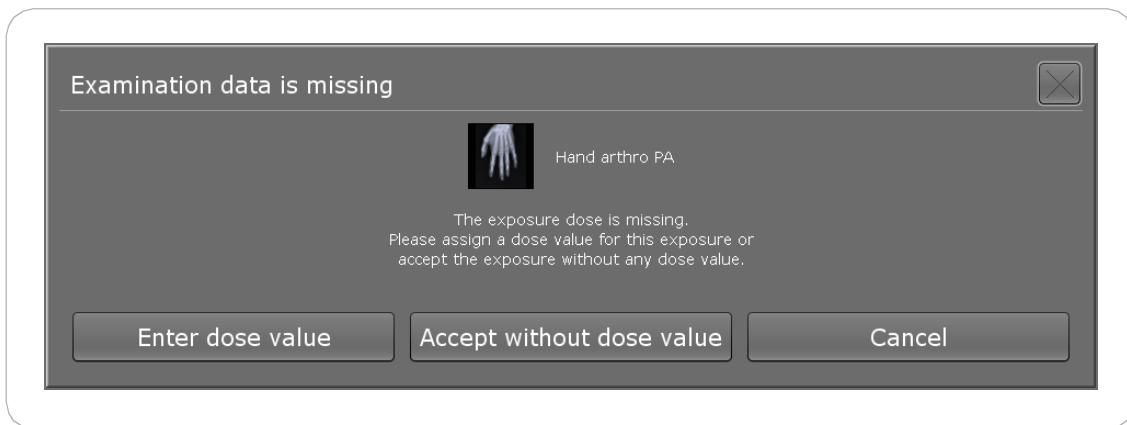 Examination data is missing
Hand arthro PA
The exposure dose is missing.
Please assign a dose value for this exposure or
accept the exposure without any dose value.
Enter dose value
Accept without dose value
Cancel